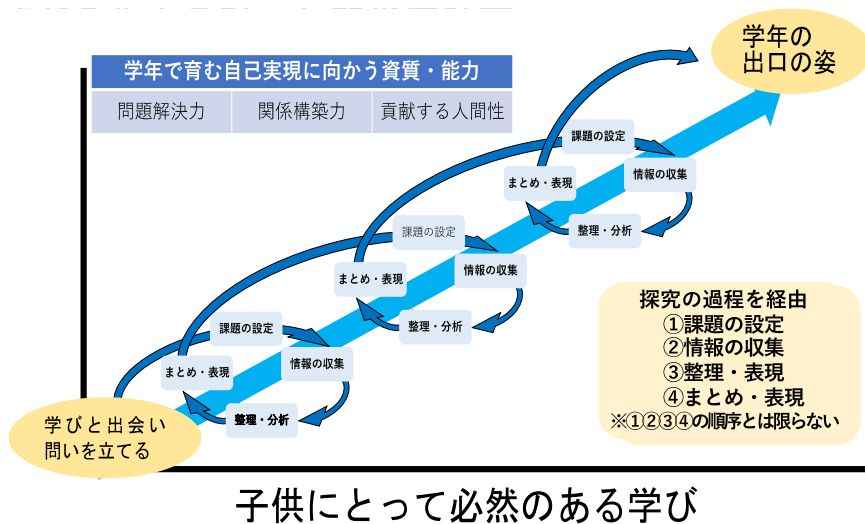 学年の
出口の姿
学年で育む自己実現に向かう資質・能力
問題解決力
関係構築力
貢献する人間性
課題の設定
情報の収集
まとめ・表現
整理・分析
課題の設定
情報の収集
まとめ・表現
整理・分析
課題の設定
情報の収集
まとめ・表現
整理・分析
探究の過程を経由
①課題の設定
②情報の収集
③整理・表現
④まとめ・表現
※①②③④の順序とは限らない
学びと出会い
問いを立てる
子供にとって必然のある学び